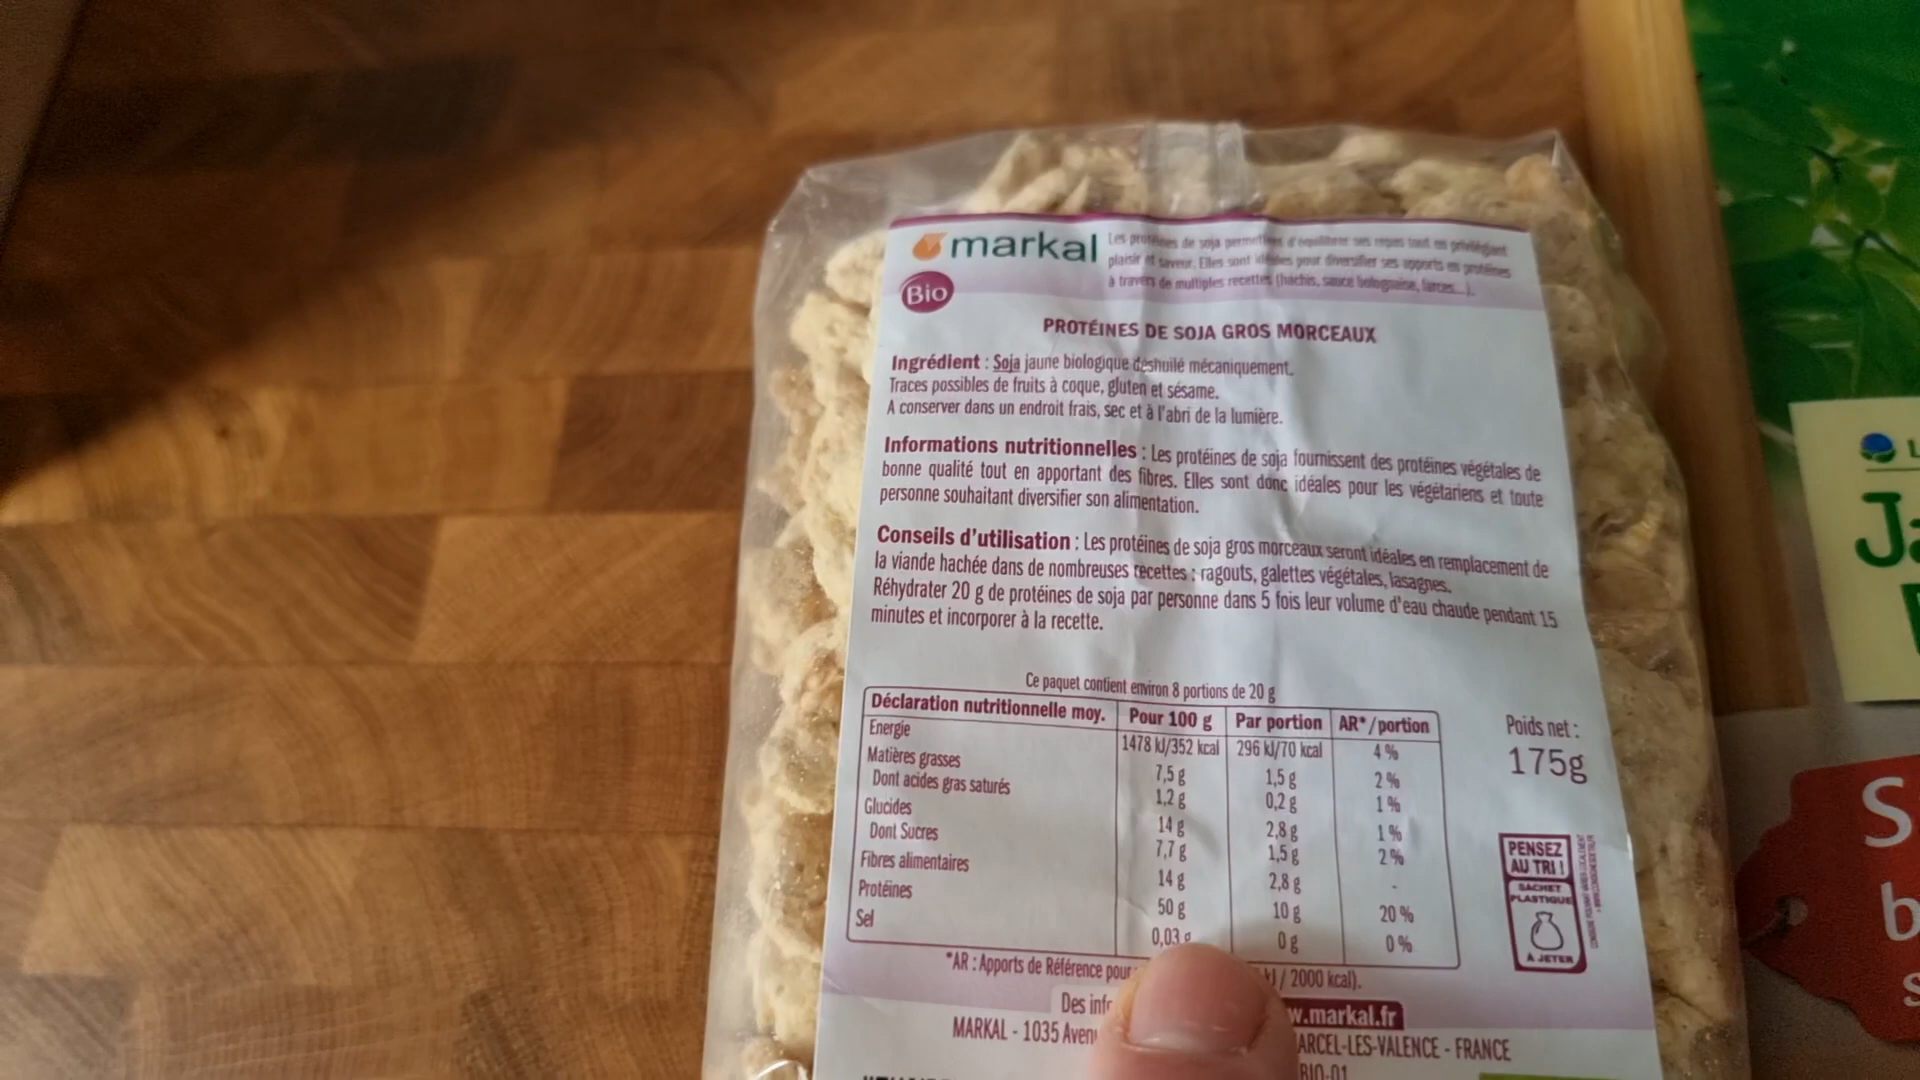 markal
Bio
Les protéines de soja permettent d'équilibrer ses repas tout en privilégiant
plaisir et saveur. Elles sont idéales pour diversifier ses apports en protéines
à travers de multiples recettes (hachis, sauce bolognaise, farces...).
PROTÉINES DE SOJA GROS MORCEAUX
Ingrédient : Soja jaune biologique déshuilé mécaniquement.
Traces possibles de fruits à coque, gluten et sésame.
A conserver dans un endroit frais, sec et à l'abri de la lumière.
Informations nutritionnelles : Les protéines de soja fournissent des protéines végétales de
bonne qualité tout en apportant des fibres. Elles sont donc idéales pour les végétariens et toute
personne souhaitant diversifier son alimentation.
Conseils d'utilisation : Les protéines de soja gros morceaux seront idéales en remplacement de
la viande hachée dans de nombreuses recettes : ragouts, galettes végétales, lasagnes.
Réhydrater 20 g de protéines de soja par personne dans 5 fois leur volume d'eau chaude pendant 15
minutes et incorporer à la recette.
Ce paquet contient environ 8 portions de 20 g
Déclaration nutritionnelle moy. Pour 100 g Par portion AR*/portion
Energie 1478 kJ/352 kcal 296 kJ/70 kcal 4 %
Matières grasses 7,5 g 1,5 g 2 %
Dont acides gras saturés 1,2 g 0,2 g 1 %
Glucides 14 g 2,8 g 1 %
Dont Sucres 7,7 g 1,5 g 2 %
Fibres alimentaires 14 g 2,8 g -
Protéines 50 g 10 g 20 %
Sel 0,03 g 0 g 0 %
*AR : Apports de Référence pour kJ / 2000 kcal).
Des info
w.markal.fr
MARKAL - 1035 Aven ARCEL-LES-VALENCE - FRANCE
BIO-01
Poids net :
175g
PENSEZ
AU TRI !
SACHET
PLASTIQUE
À JETER
L
Ja
S
b
s